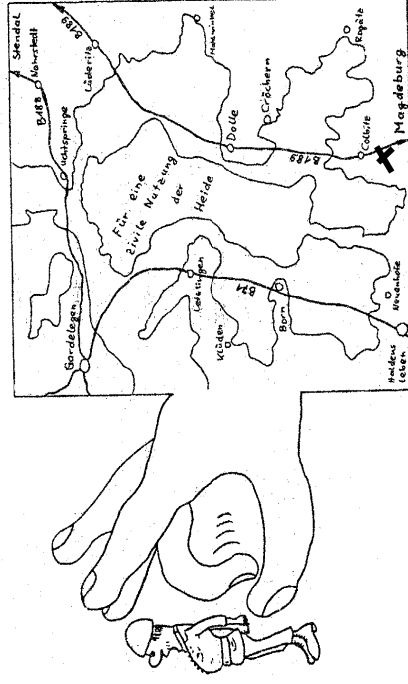 Stendal
Nahrstedt
B188
Uchtspringe
B189
Lüderitz
Gardelegen
Für eine
zivile Nutzung
der
Heide
Letzlingen
Klüden
B71
Born
Dolle
Cröchern
Rogätz
B189
Colbitz
Magdeburg
Neuenhofe
Haldens
leben